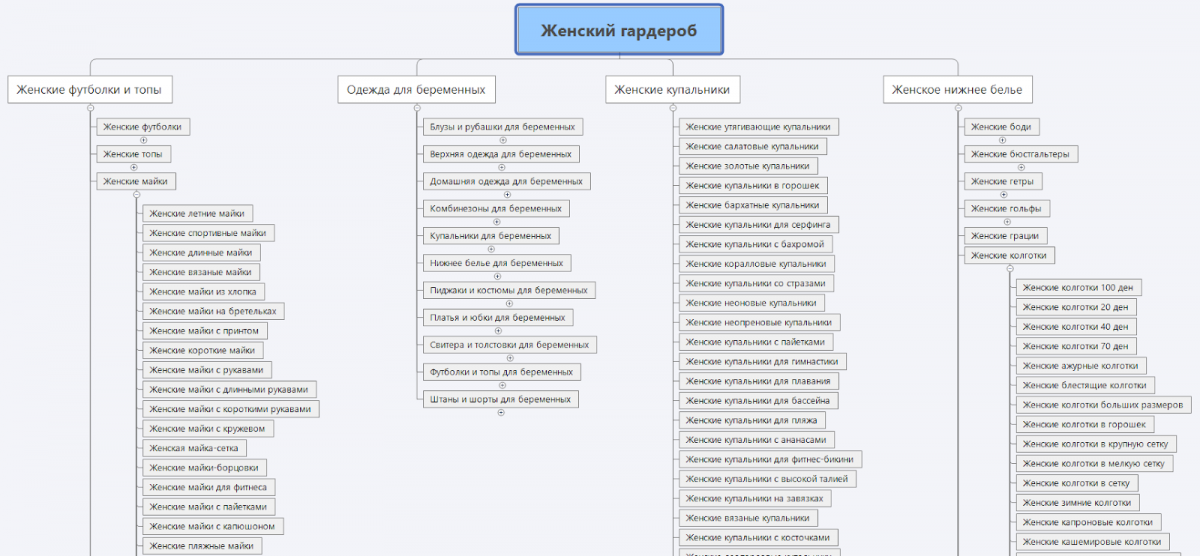 Женский гардероб
Женские футболки и топы
Женские футболки
Женские топы
Женские майки
Женские летние майки
Женские спортивные майки
Женские длинные майки
Женские вязаные майки
Женские майки из хлопка
Женские майки на бретельках
Женские майки с принтом
Женские короткие майки
Женские майки с рукавами
Женские майки с длинными рукавами
Женские майки с короткими рукавами
Женские майки с кружевом
Женская майка-сетка
Женские майки-борцовки
Женские майки для фитнеса
Женские майки с пайетками
Женские майки с капюшоном
Женские пляжные майки
Одежда для беременных
Блузы и рубашки для беременных
Верхняя одежда для беременных
Домашняя одежда для беременных
Комбинезоны для беременных
Купальники для беременных
Нижнее белье для беременных
Пиджаки и костюмы для беременных
Платья и юбки для беременных
Свитера и толстовки для беременных
Футболки и топы для беременных
Штаны и шорты для беременных
Женские купальники
Женские утягивающие купальники
Женские салатовые купальники
Женские золотые купальники
Женские купальники в горошек
Женские бархатные купальники
Женские купальники для серфинга
Женские купальники с бахромой
Женские коралловые купальники
Женские купальники со стразами
Женские неоновые купальники
Женские неопреновые купальники
Женские купальники с пайетками
Женские купальники для гимнастики
Женские купальники для плавания
Женские купальники для бассейна
Женские купальники для пляжа
Женские купальники с ананасами
Женские купальники для фитнес-бикини
Женские купальники с высокой талией
Женские купальники на завязках
Женские вязаные купальники
Женские купальники с косточками
Женское нижнее белье
Женские боди
Женские бюстгальтеры
Женские гетры
Женские гольфы
Женские грации
Женские колготки
Женские колготки 100 ден
Женские колготки 20 ден
Женские колготки 40 ден
Женские колготки 70 ден
Женские ажурные колготки
Женские блестящие колготки
Женские колготки больших размеров
Женские колготки в горошек
Женские колготки в крупную сетку
Женские колготки в мелкую сетку
Женские колготки в сетку
Женские зимние колготки
Женские капроновые колготки
Женские кашемировые колготки